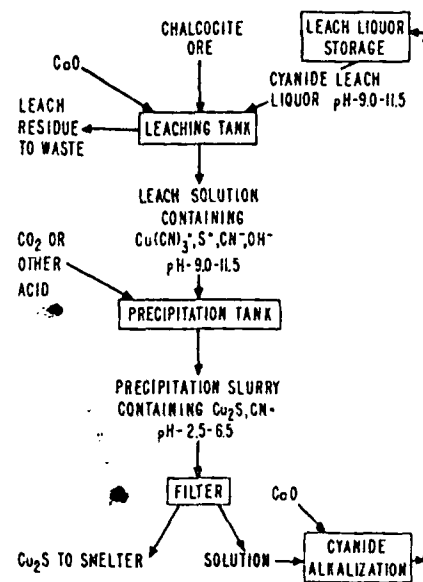 CHALCOCITE
ORE
LEACH LIQUOR
STORAGE
CaO
CYANIDE LEACH
LIQUOR pH-9.0-11.5
LEACH
RESIDUE
TO WASTE
LEACHING TANK
LEACH SOLUTION
CONTAINING
Cu(CN)₃⁼,S⁼,CN⁻,OH⁻
pH-9.0-11.5
CO₂ OR
OTHER
ACID
PRECIPITATION TANK
PRECIPITATION SLURRY
CONTAINING Cu₂S,CN-
pH-2.5-6.5
FILTER
CaO
Cu₂S TO SMELTER
SOLUTION
CYANIDE
ALKALIZATION